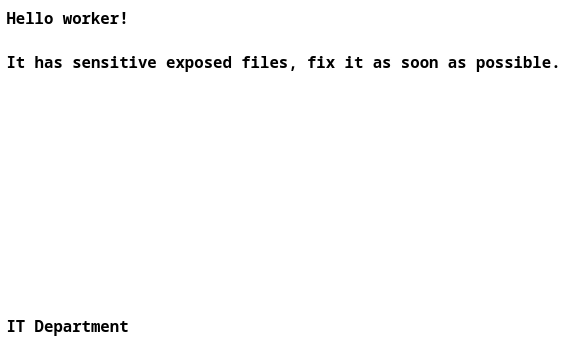 Hello worker!
It has sensitive exposed files, fix it as soon as possible.
IT Department